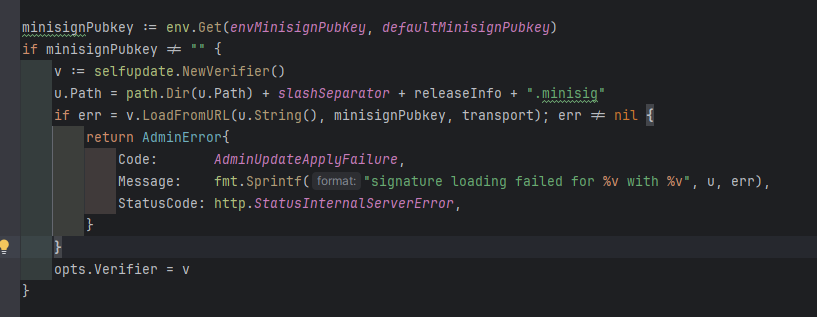 minisignPubkey := env.Get(envMinisignPubKey, defaultMinisignPubkey)
if minisignPubkey != "" {
    v := selfupdate.NewVerifier()
    u.Path = path.Dir(u.Path) + slashSeparator + releaseInfo + ".minisig"
    if err = v.LoadFromURL(u.String(), minisignPubkey, transport); err != nil {
        return AdminError{
            Code:       AdminUpdateApplyFailure,
            Message:    fmt.Sprintf( format: "signature loading failed for %v with %v", u, err),
            StatusCode: http.StatusInternalServerError,
        }
    }
    opts.Verifier = v
}